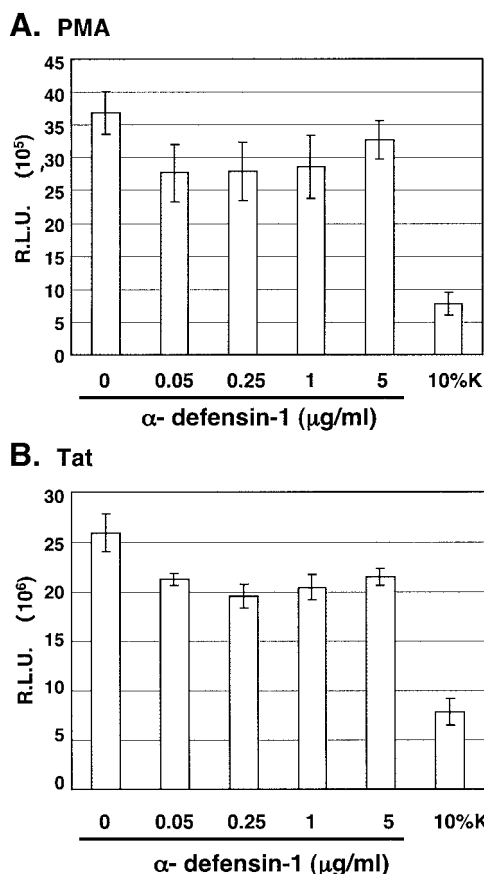 A. PMA
45
40
35
30
25
20
15
10
5
0
R.L.U. (10⁵)
0 0.05 0.25 1 5 10%K
α- defensin-1 (μg/ml)
B. Tat
30
25
20
15
10
5
0
R.L.U. (10⁶)
0 0.05 0.25 1 5 10%K
α- defensin-1 (μg/ml)